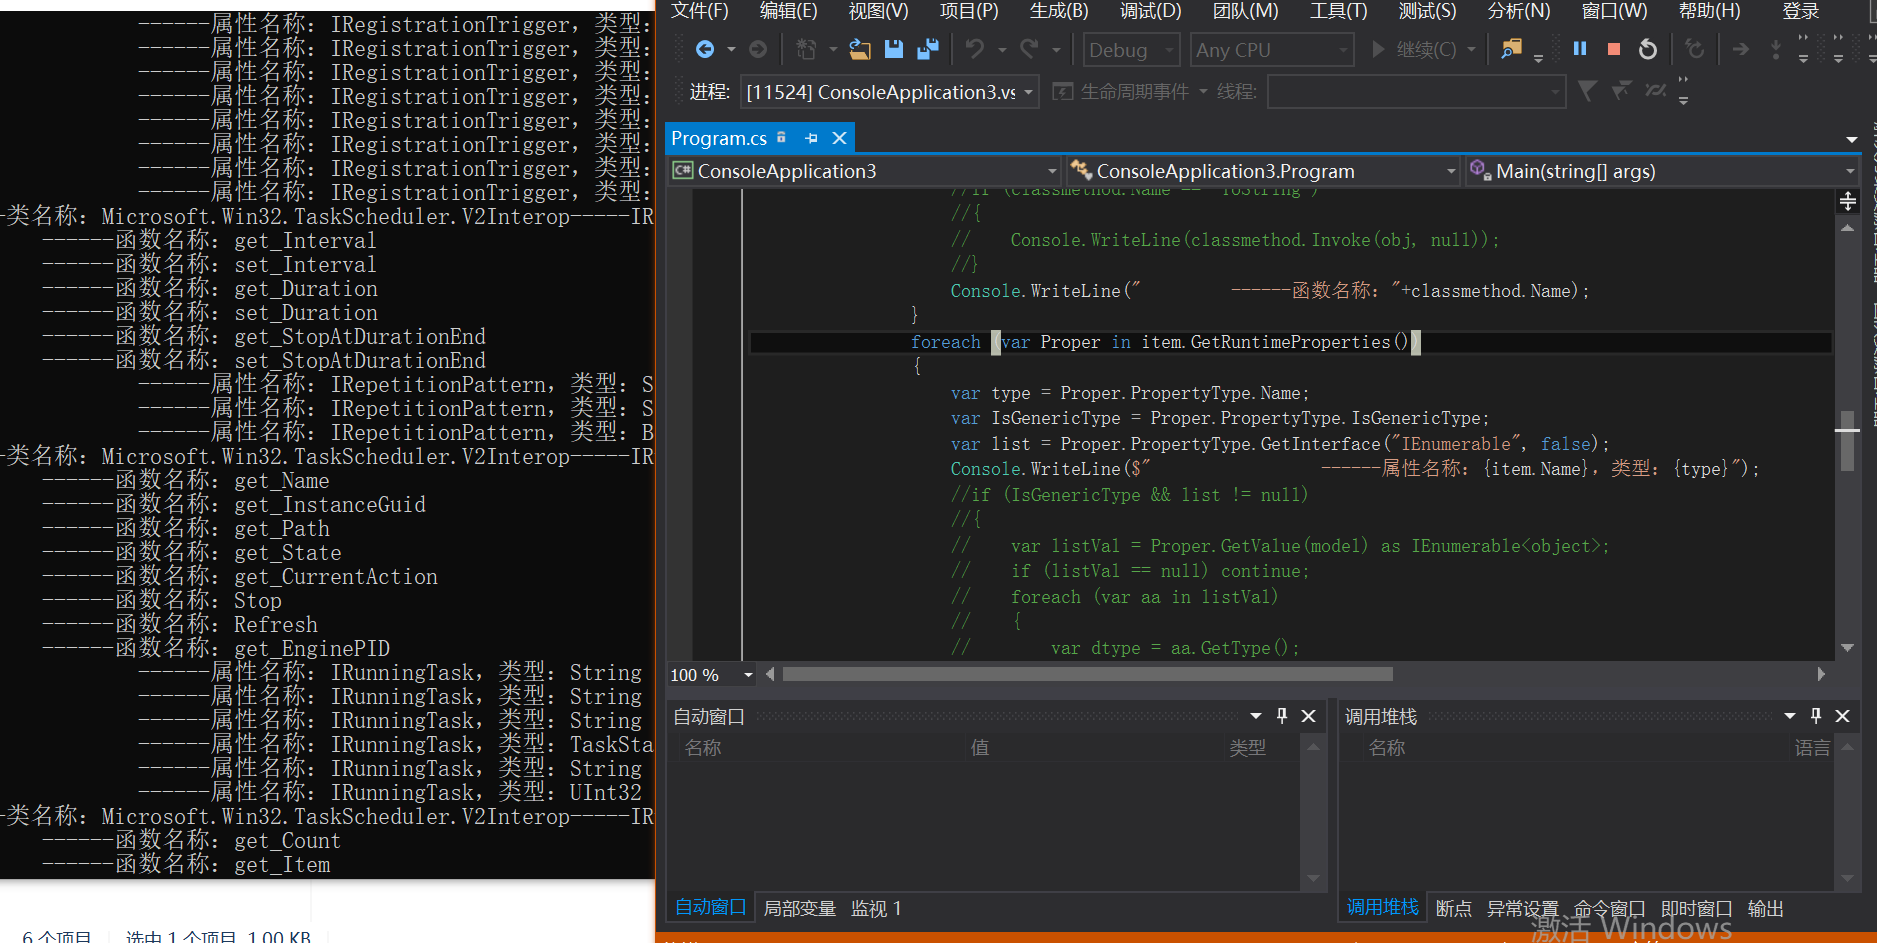 ------属性名称: IRegistrationTrigger, 类型:
------属性名称: IRegistrationTrigger, 类型:
------属性名称: IRegistrationTrigger, 类型:
------属性名称: IRegistrationTrigger, 类型:
------属性名称: IRegistrationTrigger, 类型:
------属性名称: IRegistrationTrigger, 类型:
------属性名称: IRegistrationTrigger, 类型:
------属性名称: IRegistrationTrigger, 类型:
-类名称: Microsoft.Win32.TaskScheduler.V2Interop-----IR
------函数名称: get_Interval
------函数名称: set_Interval
------函数名称: get_Duration
------函数名称: set_Duration
------函数名称: get_StopAtDurationEnd
------函数名称: set_StopAtDurationEnd
------属性名称: IRepetitionPattern, 类型: S
------属性名称: IRepetitionPattern, 类型: S
------属性名称: IRepetitionPattern, 类型: B
-类名称: Microsoft.Win32.TaskScheduler.V2Interop-----IR
------函数名称: get_Name
------函数名称: get_InstanceGuid
------函数名称: get_Path
------函数名称: get_State
------函数名称: get_CurrentAction
------函数名称: Stop
------函数名称: Refresh
------函数名称: get_EnginePID
------属性名称: IRunningTask, 类型: String
------属性名称: IRunningTask, 类型: String
------属性名称: IRunningTask, 类型: String
------属性名称: IRunningTask, 类型: TaskSta
------属性名称: IRunningTask, 类型: String
------属性名称: IRunningTask, 类型: UInt32
-类名称: Microsoft.Win32.TaskScheduler.V2Interop-----IR
------函数名称: get_Count
------函数名称: get_Item
6 个项目 选中 1 个项目 1.00 KB
文件(F) 编辑(E) 视图(V) 项目(P) 生成(B) 调试(D) 团队(M) 工具(T) 测试(S) 分析(N) 窗口(W) 帮助(H) 登录
Debug Any CPU 继续(C)
进程: [11524] ConsoleApplication3.vs 生命周期事件 线程:
Program.cs
C# ConsoleApplication3 ConsoleApplication3.Program Main(string[] args)
//if (classmethod.Name == "ToString")
//{
// Console.WriteLine(classmethod.Invoke(obj, null));
//}
Console.WriteLine(" ------函数名称: "+classmethod.Name);
}
foreach (var Proper in item.GetRuntimeProperties())
{
var type = Proper.PropertyType.Name;
var IsGenericType = Proper.PropertyType.IsGenericType;
var list = Proper.PropertyType.GetInterface("IEnumerable", false);
Console.WriteLine($" ------属性名称: {item.Name}, 类型: {type}");
//if (IsGenericType && list != null)
//{
// var listVal = Proper.GetValue(model) as IEnumerable<object>;
// if (listVal == null) continue;
// foreach (var aa in listVal)
// {
// var dtype = aa.GetType();
100 %
自动窗口
名称 值 类型
自动窗口 局部变量 监视 1
调用堆栈
名称 语言
调用堆栈 断点 异常设置 命令窗口 即时窗口 输出
激活 Windows